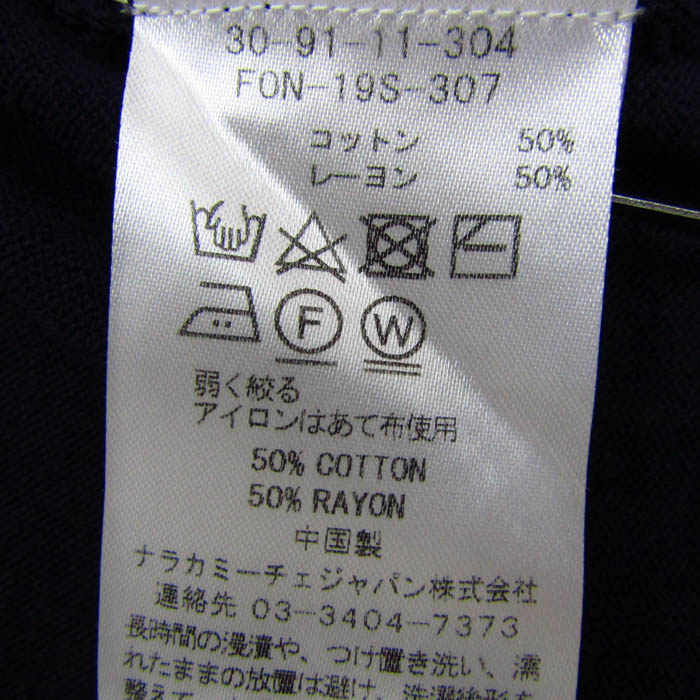 30-91-11-304
FON-19S-307
コットン 50%
レーヨン 50%
F W
弱く絞る
アイロンはあて布使用
50% COTTON
50% RAYON
中国製
ナラカミーチェジャパン株式会社
連絡先 03-3404-7373
長時間の浸漬や、つけ置き洗い、濡
れたままの放置は避け、洗濯後形を
整えて